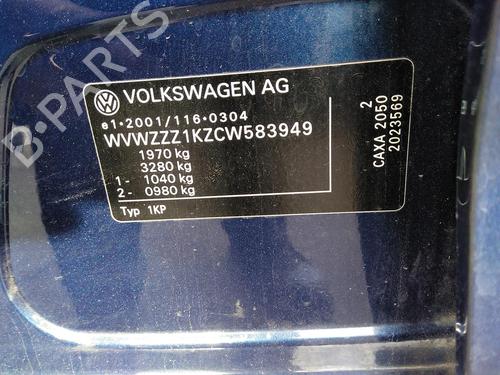 VOLKSWAGEN AG
e1*2001/116*0304
WVWZZZ1KZCW583949
1970 kg
3280 kg
1- 1040 kg
2- 0980 kg
Typ 1KP
2
CAXA 2050
2023569
B-PARTS
B-PARTS